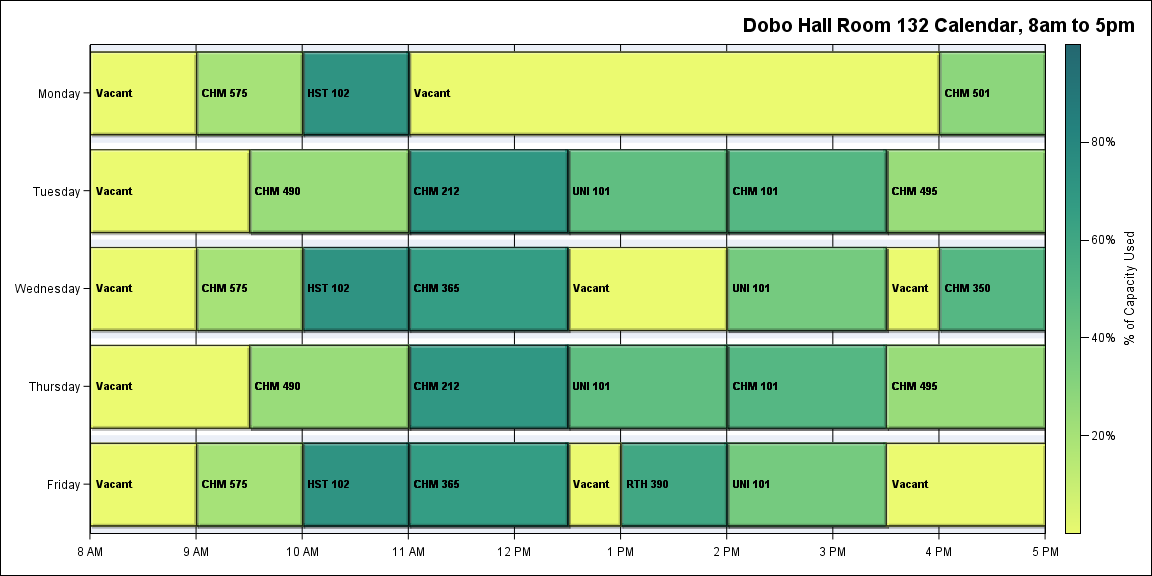 Dobo Hall Room 132 Calendar, 8am to 5pm
Monday
Vacant
CHM 575
HST 102
Vacant
CHM 501
Tuesday
Vacant
CHM 490
CHM 212
UNI 101
CHM 101
CHM 495
Wednesday
Vacant
CHM 575
HST 102
CHM 365
Vacant
UNI 101
Vacant
CHM 350
Thursday
Vacant
CHM 490
CHM 212
UNI 101
CHM 101
CHM 495
Friday
Vacant
CHM 575
HST 102
CHM 365
Vacant
RTH 390
UNI 101
Vacant
8 AM
9 AM
10 AM
11 AM
12 PM
1 PM
2 PM
3 PM
4 PM
5 PM
80%
60%
40%
20%
% of Capacity Used